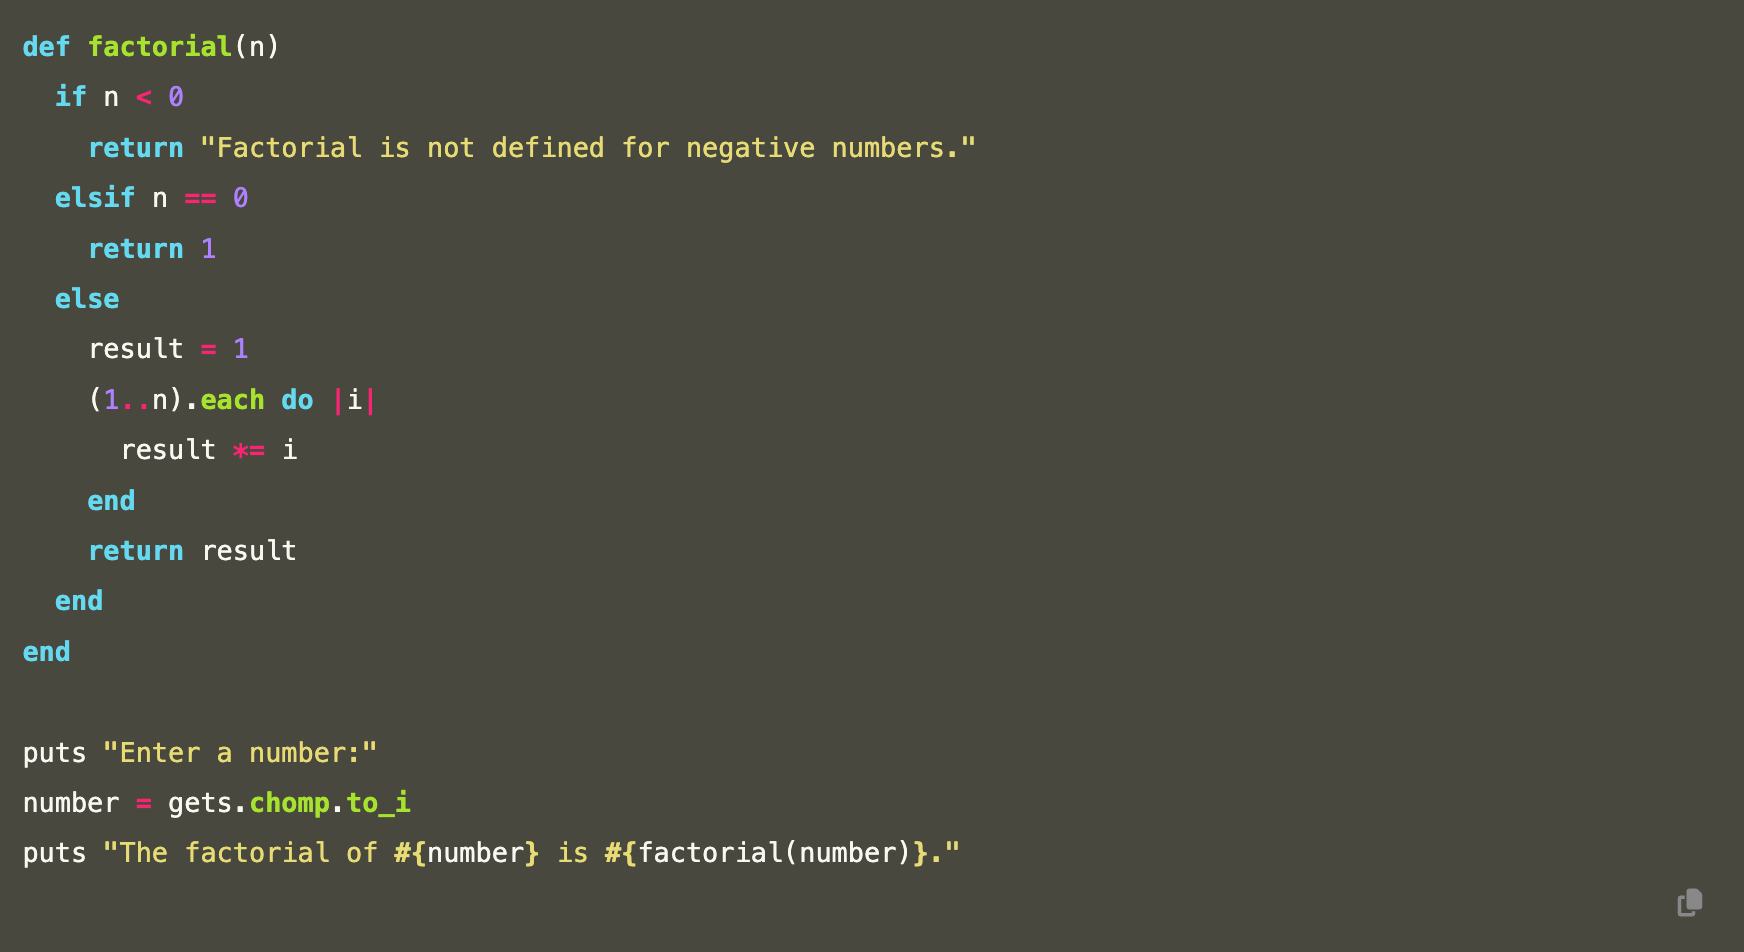 def factorial(n)
  if n < 0
    return "Factorial is not defined for negative numbers."
  elsif n == 0
    return 1
  else
    result = 1
    (1..n).each do |i|
      result *= i
    end
    return result
  end
end

puts "Enter a number:"
number = gets.chomp.to_i
puts "The factorial of #{number} is #{factorial(number)}."